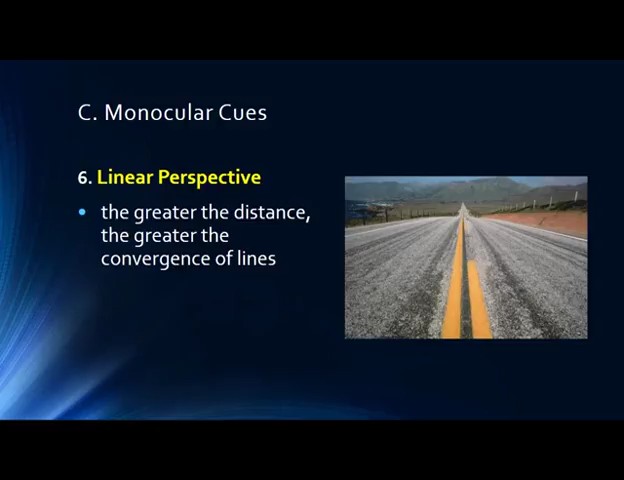 C. Monocular Cues
6. Linear Perspective
• the greater the distance,
the greater the
convergence of lines